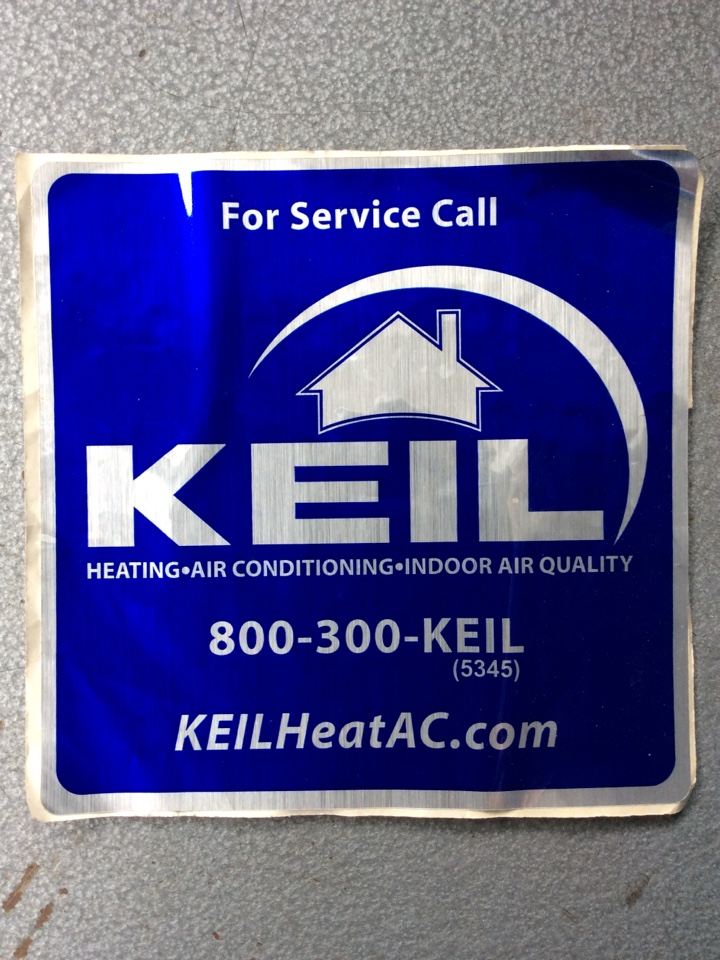 For Service Call
KEIL
HEATING•AIR CONDITIONING•INDOOR AIR QUALITY
800-300-KEIL
(5345)
KEILHeatAC.com